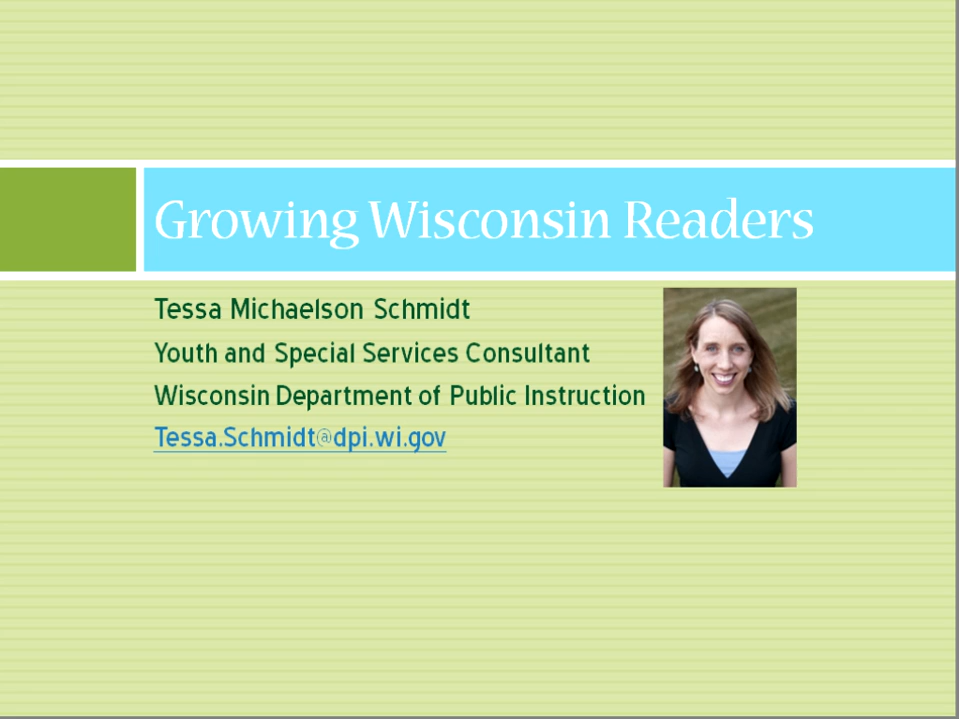 Growing Wisconsin Readers
Tessa Michaelson Schmidt
Youth and Special Services Consultant
Wisconsin Department of Public Instruction
Tessa.Schmidt@dpi.wi.gov